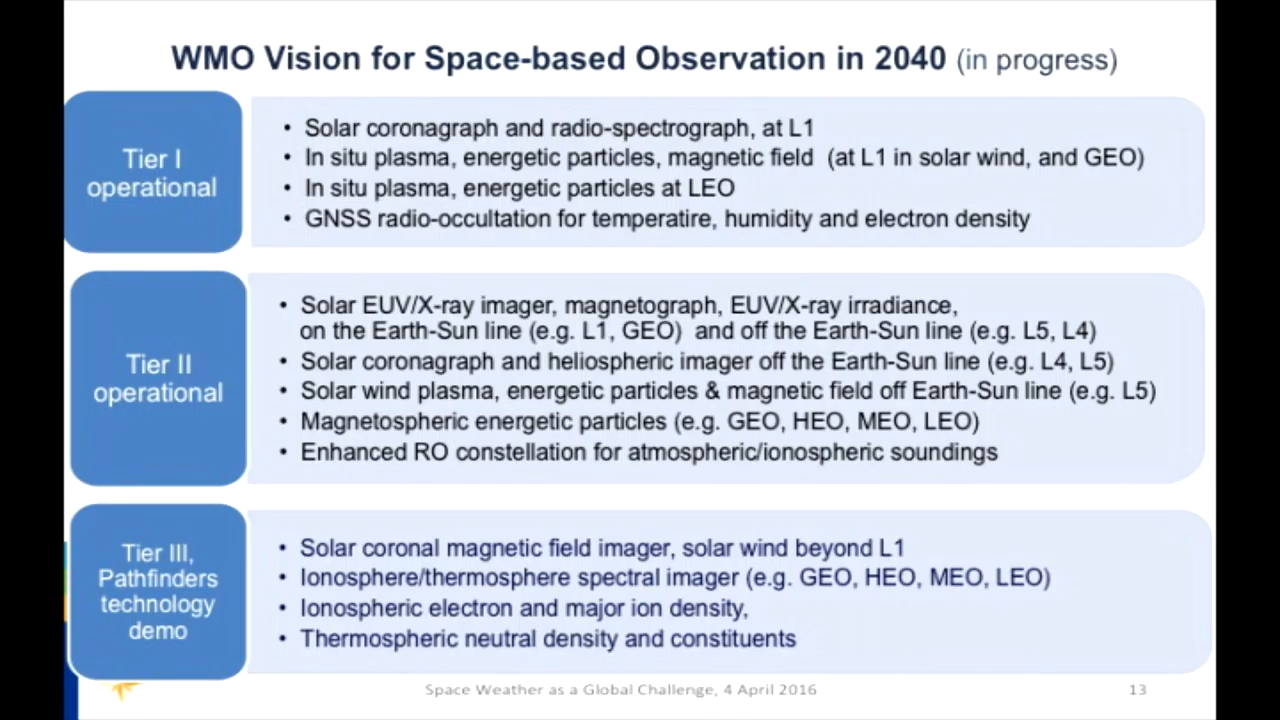 WMO Vision for Space-based Observation in 2040 (in progress)
Tier I
operational
• Solar coronagraph and radio-spectrograph, at L1
• In situ plasma, energetic particles, magnetic field (at L1 in solar wind, and GEO)
• In situ plasma, energetic particles at LEO
• GNSS radio-occultation for temperatire, humidity and electron density
Tier II
operational
• Solar EUV/X-ray imager, magnetograph, EUV/X-ray irradiance,
on the Earth-Sun line (e.g. L1, GEO) and off the Earth-Sun line (e.g. L5, L4)
• Solar coronagraph and heliospheric imager off the Earth-Sun line (e.g. L4, L5)
• Solar wind plasma, energetic particles & magnetic field off Earth-Sun line (e.g. L5)
• Magnetospheric energetic particles (e.g. GEO, HEO, MEO, LEO)
• Enhanced RO constellation for atmospheric/ionospheric soundings
Tier III,
Pathfinders
technology
demo
• Solar coronal magnetic field imager, solar wind beyond L1
• Ionosphere/thermosphere spectral imager (e.g. GEO, HEO, MEO, LEO)
• Ionospheric electron and major ion density,
• Thermospheric neutral density and constituents
Space Weather as a Global Challenge, 4 April 2016
13